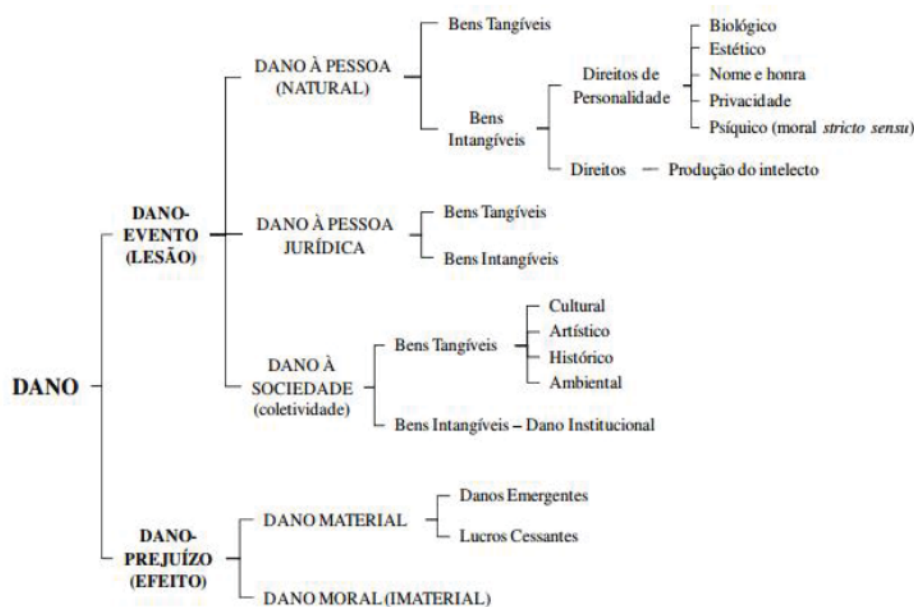 Bens Tangíveis
DANO À PESSOA
(NATURAL)
Bens
Intangíveis
Direitos de
Personalidade
Biológico
Estético
Nome e honra
Privacidade
Psíquico (moral stricto sensu)
Direitos – Produção do intelecto
DANO-
EVENTO
(LESÃO)
DANO À PESSOA
JURÍDICA
Bens Tangíveis
Bens Intangíveis
DANO À
SOCIEDADE
(coletividade)
Bens Tangíveis
Cultural
Artístico
Histórico
Ambiental
Bens Intangíveis – Dano Institucional
DANO
DANO-
PREJUÍZO
(EFEITO)
DANO MATERIAL
Danos Emergentes
Lucros Cessantes
DANO MORAL (IMATERIAL)